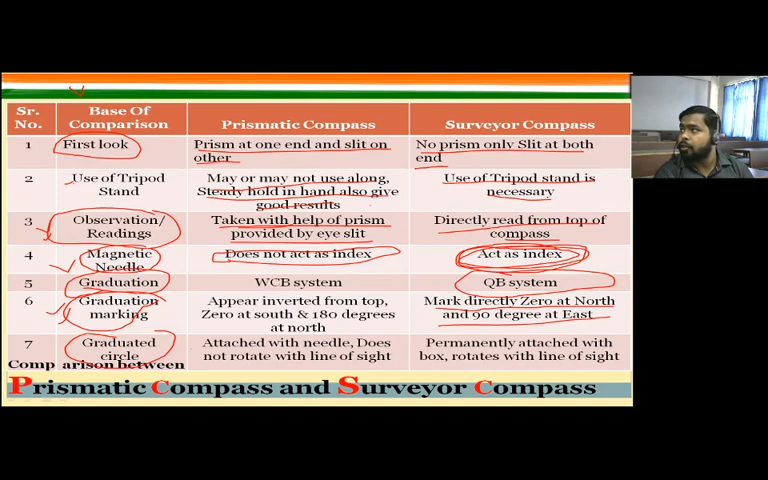 Sr. No.
Base Of Comparison
Prismatic Compass
Surveyor Compass
1
First look
Prism at one end and slit on other
No prism only Slit at both end
2
Use of Tripod Stand
May or may not use along, Steady hold in hand also give good results
Use of Tripod stand is necessary
3
Observation/ Readings
Taken with help of prism provided by eye slit
Directly read from top of compass
4
Magnetic Needle
Does not act as index
Act as index
5
Graduation
WCB system
QB system
6
Graduation marking
Appear inverted from top, Zero at south & 180 degrees at north
Mark directly Zero at North and 90 degree at East
7
Graduated circle
Attached with needle, Does not rotate with line of sight
Permanently attached with box, rotates with line of sight
Comp arison between
Prismatic Compass and Surveyor Compass